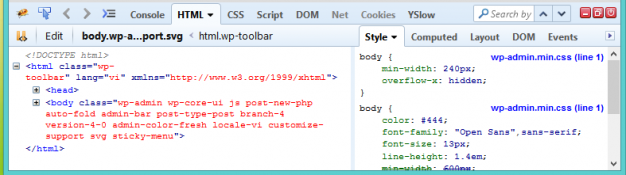 Console HTML CSS Script DOM Net Cookies YSlow Search by
Edit body.wp-a...port.svg < html.wp-toolbar
Style Computed Layout DOM Events
<!DOCTYPE html>
<html class="wp-
toolbar" lang="vi" xmlns="http://www.w3.org/1999/xhtml">
<head>
<body class="wp-admin wp-core-ui js post-new-php
auto-fold admin-bar post-type-post branch-4
version-4-0 admin-color-fresh locale-vi customize-
support svg sticky-menu">
</html>
body { wp-admin.min.css (line 1)
min-width: 240px;
overflow-x: hidden;
}
body { wp-admin.min.css (line 1)
color: #444;
font-family: "Open Sans",sans-serif;
font-size: 13px;
line-height: 1.4em;
min-width: 600px;